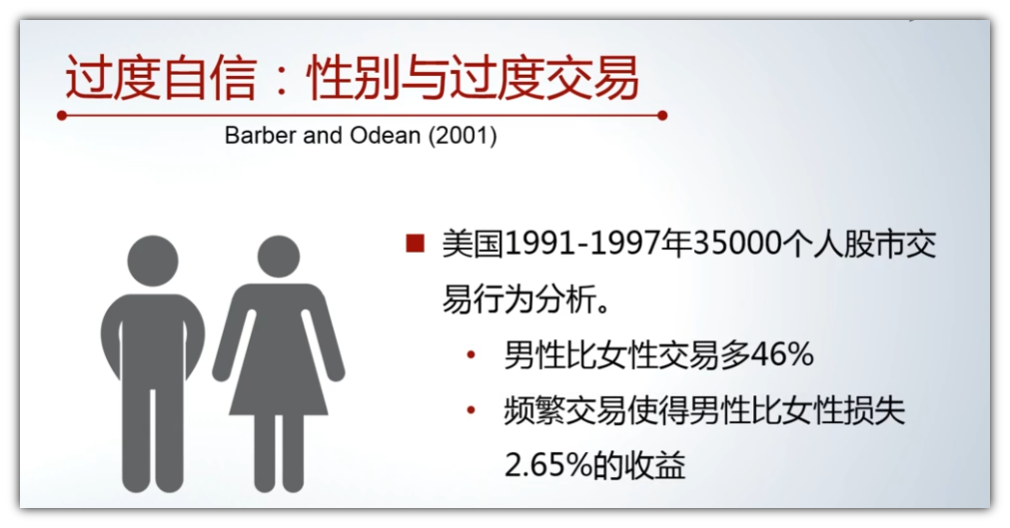 过度自信：性别与过度交易
Barber and Odean (2001)
■ 美国1991-1997年35000个人股市交
易行为分析。
• 男性比女性交易多46%
• 频繁交易使得男性比女性损失
2.65%的收益